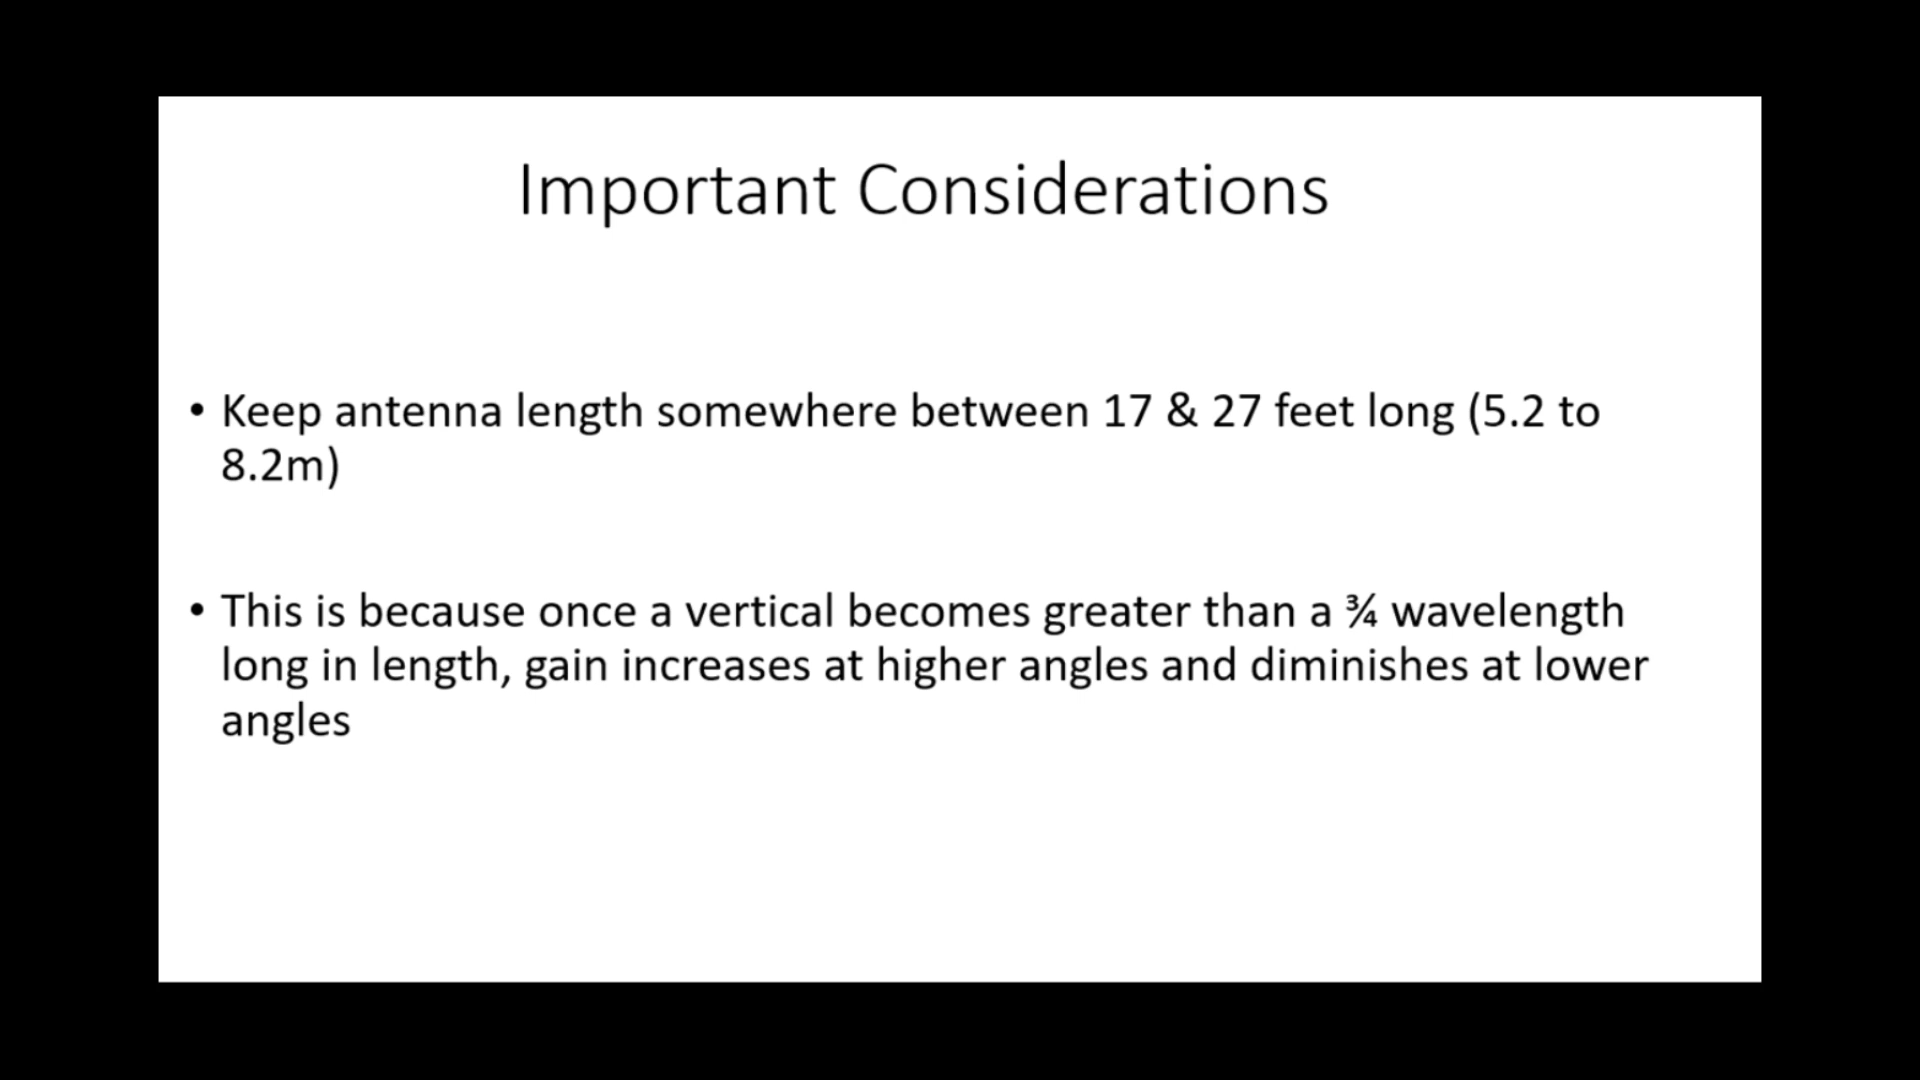 Important Considerations
• Keep antenna length somewhere between 17 & 27 feet long (5.2 to
8.2m)
• This is because once a vertical becomes greater than a ¾ wavelength
long in length, gain increases at higher angles and diminishes at lower
angles